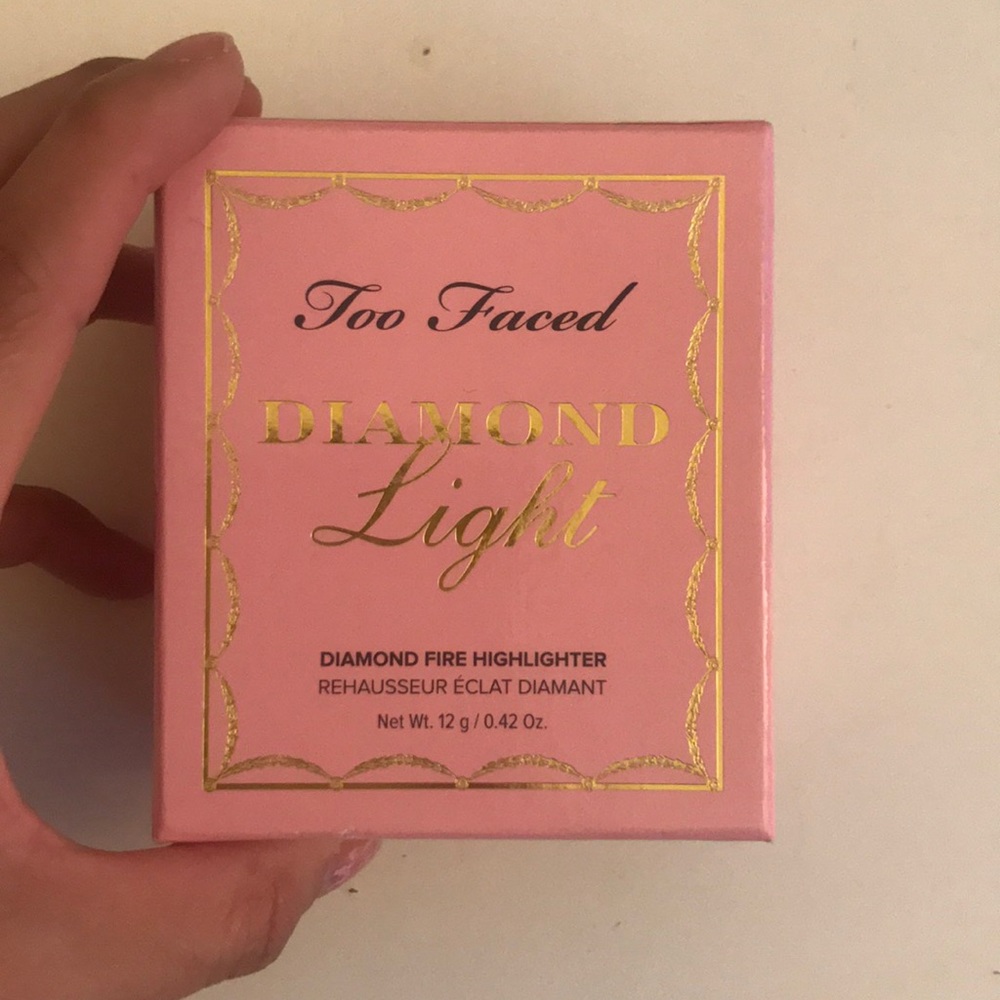 Too Faced
DIAMOND
Light
DIAMOND FIRE HIGHLIGHTER
REHAUSSEUR ÉCLAT DIAMANT
Net Wt. 12 g / 0.42 Oz.